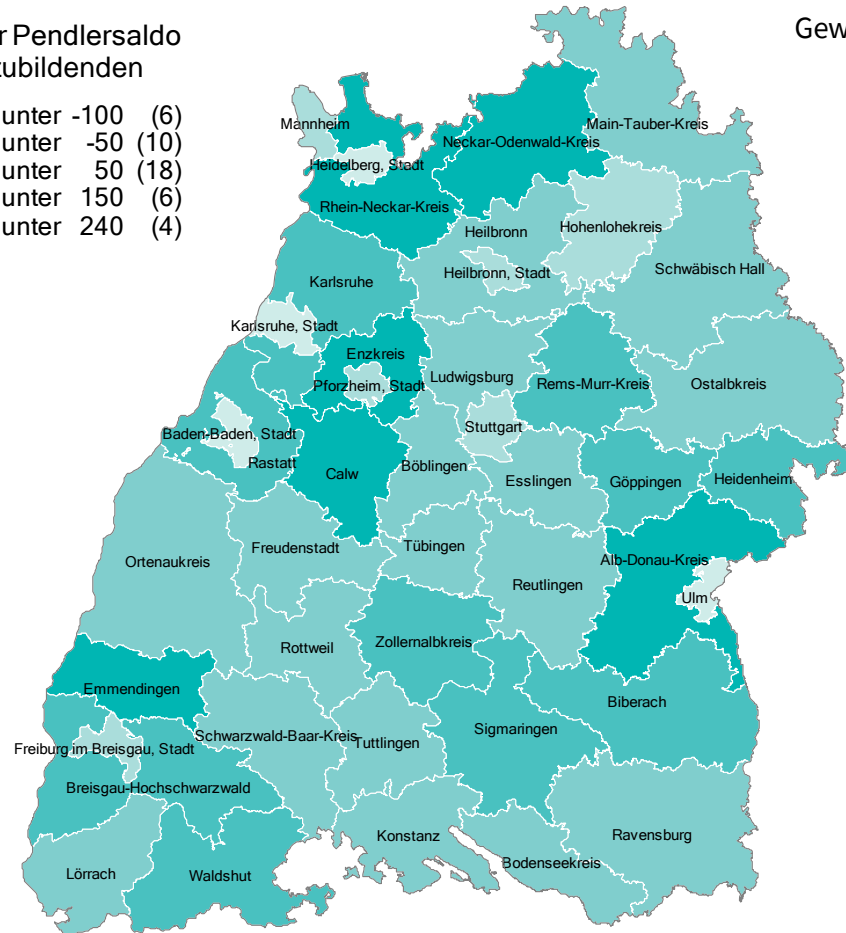 r Pendlersaldo
zubildenden
unter -100 (6)
unter -50 (10)
unter 50 (18)
unter 150 (6)
unter 240 (4)
Gew
Mannheim
Main-Tauber-Kreis
Neckar-Odenwald-Kreis
Heidelberg, Stadt
Rhein-Neckar-Kreis
Heilbronn
Hohenlohekreis
Heilbronn, Stadt
Schwäbisch Hall
Karlsruhe
Karlsruhe, Stadt
Enzkreis
Ludwigsburg
Pforzheim, Stadt
Rems-Murr-Kreis
Ostalbkreis
Baden-Baden, Stadt
Stuttgart
Rastatt
Calw
Böblingen
Esslingen
Göppingen
Heidenheim
Ortenaukreis
Freudenstadt
Tübingen
Alb-Donau-Kreis
Reutlingen
Ulm
Rottweil
Zollernalbkreis
Emmendingen
Biberach
Schwarzwald-Baar-Kreis
Sigmaringen
Freiburg im Breisgau, Stadt
Tuttlingen
Breisgau-Hochschwarzwald
Konstanz
Ravensburg
Bodenseekreis
Lörrach
Waldshut